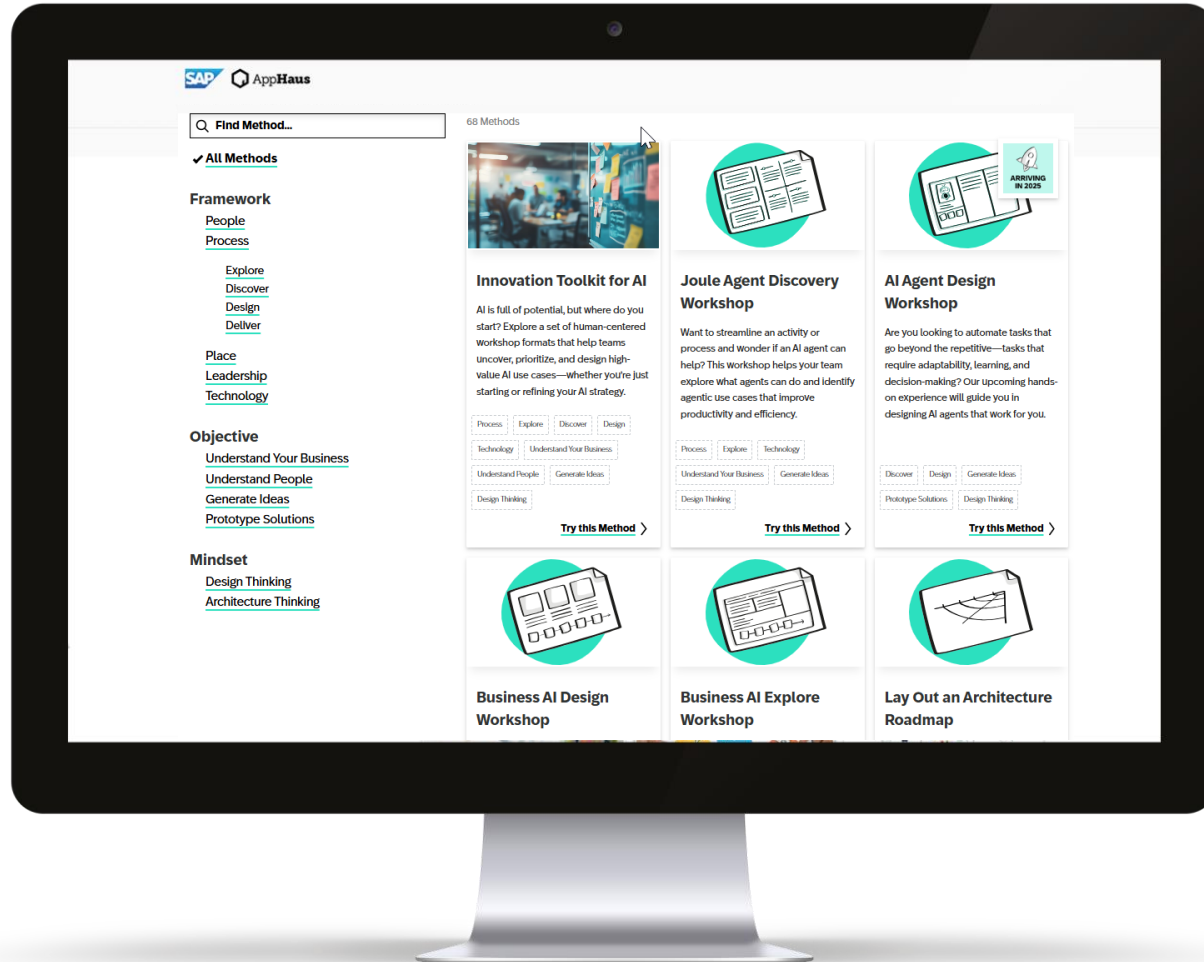 SAP AppHaus
Find Method...
All Methods
Framework
People
Process
Explore
Discover
Design
Deliver
Place
Leadership
Technology
Objective
Understand Your Business
Understand People
Generate Ideas
Prototype Solutions
Mindset
Design Thinking
Architecture Thinking
68 Methods
Innovation Toolkit for AI
AI is full of potential, but where do you
start? Explore a set of human-centered
workshop formats that help teams
uncover, prioritize, and design high-
value AI use cases—whether you're just
starting or refining your AI strategy.
Process Explore Discover Design
Technology Understand Your Business
Understand People Generate Ideas
Design Thinking
Try this Method
Joule Agent Discovery
Workshop
Want to streamline an activity or
process and wonder if an AI agent can
help? This workshop helps your team
explore what agents can do and identify
agentic use cases that improve
productivity and efficiency.
Process Explore Technology
Understand Your Business Generate Ideas
Design Thinking
Try this Method
ARRIVING
IN 2025
AI Agent Design
Workshop
Are you looking to automate tasks that
go beyond the repetitive—tasks that
require adaptability, learning, and
decision-making? Our upcoming hands-
on experience will guide you in
designing AI agents that work for you.
Discover Design Generate Ideas
Prototype Solutions Design Thinking
Try this Method
Business AI Design
Workshop
Business AI Explore
Workshop
Lay Out an Architecture
Roadmap